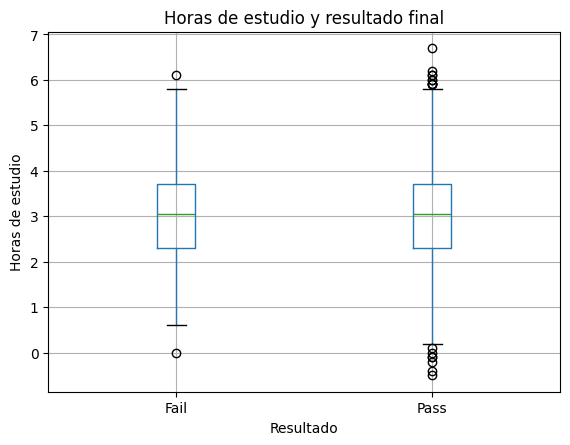 Horas de estudio y resultado final
7
6
5
4
3
2
1
0
Horas de estudio
Fail
Pass
Resultado